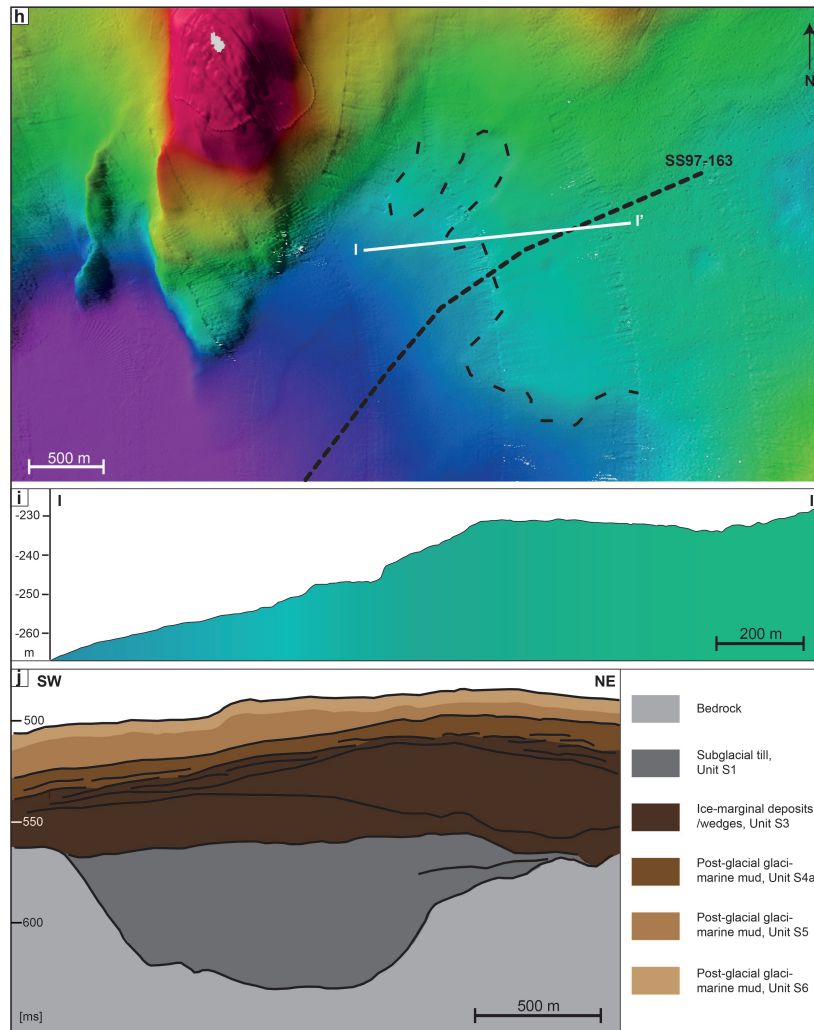 h
N
SS97-163
I
I'
500 m
i
I
I
-230
-240
-250
-260
m
200 m
j
SW
NE
500
550
600
[ms]
500 m
Bedrock
Subglacial till,
Unit S1
Ice-marginal deposits
/wedges, Unit S3
Post-glacial glaci-
marine mud, Unit S4a
Post-glacial glaci-
marine mud, Unit S5
Post-glacial glaci-
marine mud, Unit S6